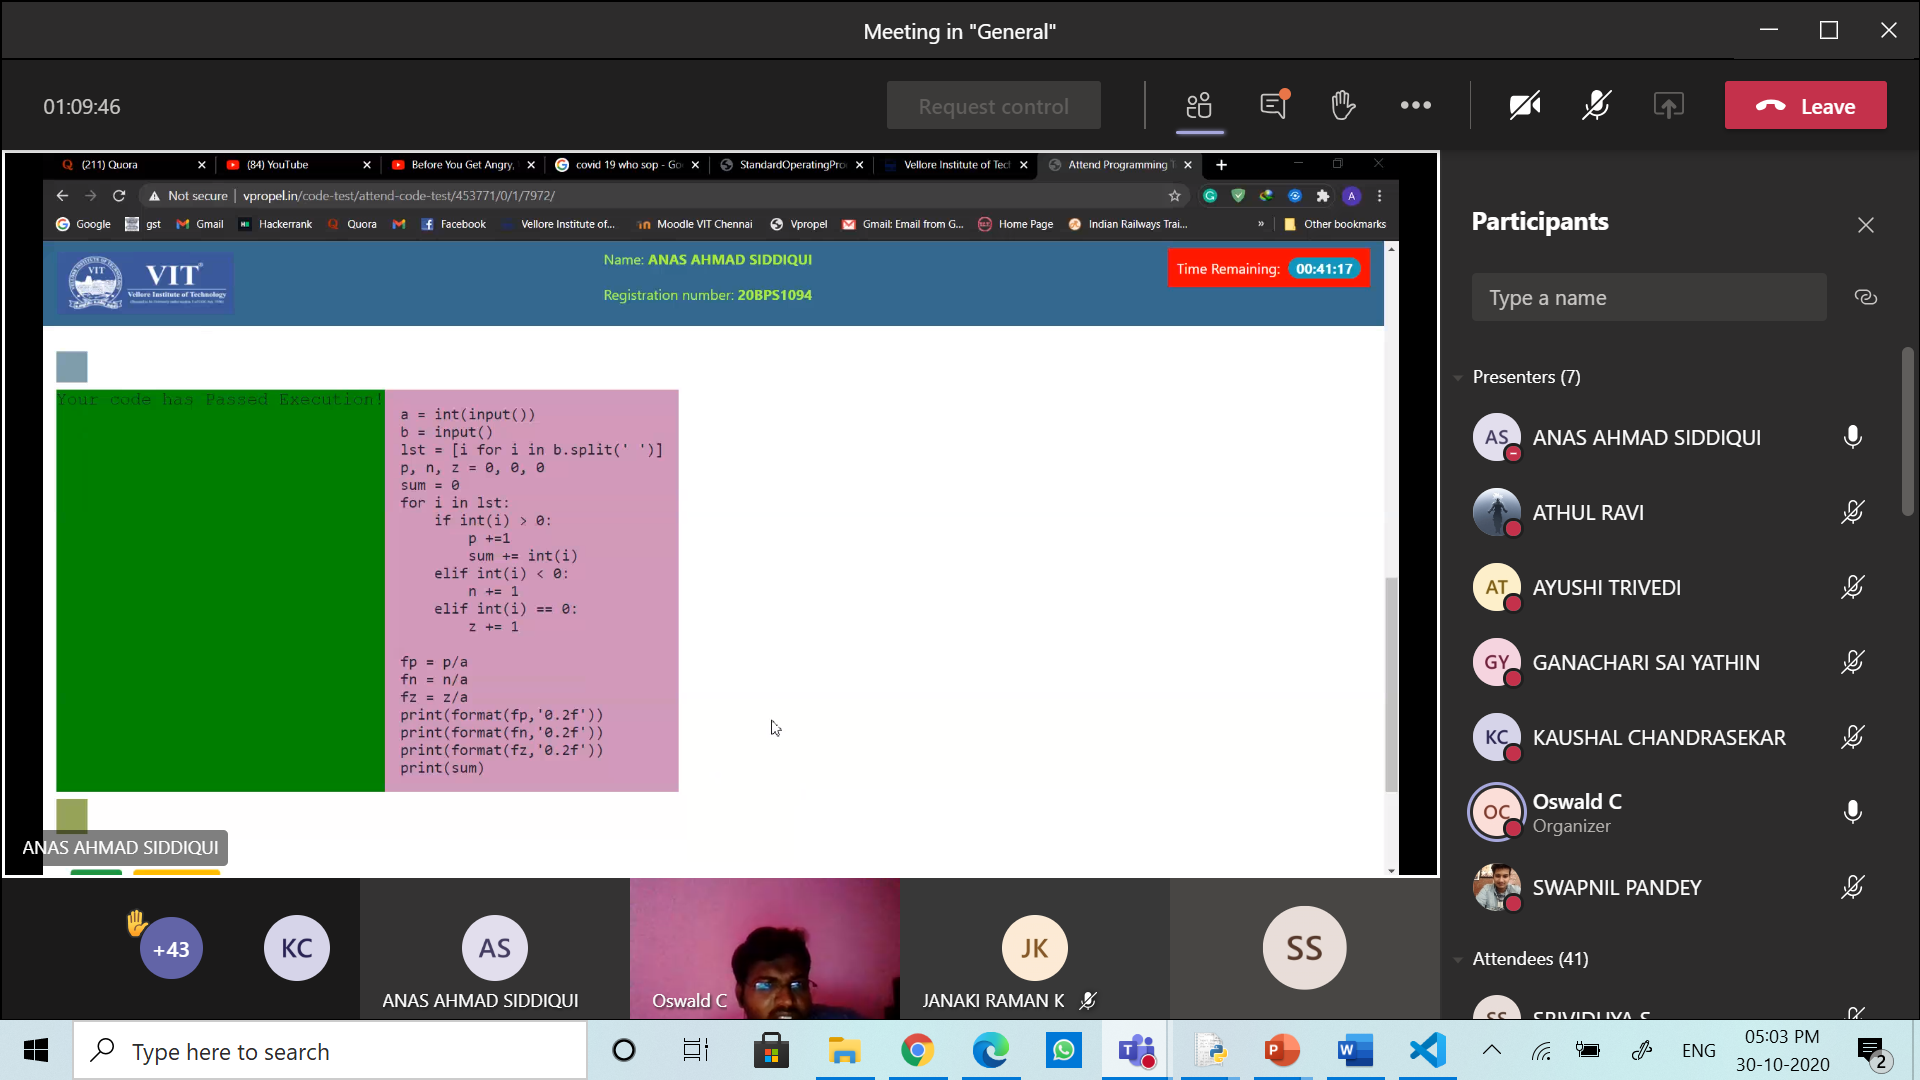 Meeting in "General"
01:09:46
Request control
Leave
(211) Quora
(84) YouTube
Before You Get Angry,
covid 19 who sop - Go
StandardOperatingPro
Vellore Institute of Tec
Attend Programming T
Not secure | vpropel.in/code-test/attend-code-test/453771/0/1/7972/
A
Google
gst
Gmail
Hackerrank
Quora
Facebook
Vellore Institute of...
Moodle VIT Chennai
Vpropel
Gmail: Email from G...
Home Page
Indian Railways Trai...
»
Other bookmarks
VIT
VIT
Vellore Institute of Technology
Name: ANAS AHMAD SIDDIQUI
Registration number: 20BPS1094
Time Remaining: 00:41:17
Your code has Passed Execution!
a = int(input())
b = input()
lst = [i for i in b.split(' ')]
p, n, z = 0, 0, 0
sum = 0
for i in lst:
    if int(i) > 0:
        p +=1
        sum += int(i)
    elif int(i) < 0:
        n += 1
    elif int(i) == 0:
        z += 1
fp = p/a
fn = n/a
fz = z/a
print(format(fp,'0.2f'))
print(format(fn,'0.2f'))
print(format(fz,'0.2f'))
print(sum)
ANAS AHMAD SIDDIQUI
+43
KC
AS
ANAS AHMAD SIDDIQUI
Oswald C
JK
JANAKI RAMAN K
SS
Participants
Type a name
Presenters (7)
AS
ANAS AHMAD SIDDIQUI
ATHUL RAVI
AT
AYUSHI TRIVEDI
GY
GANACHARI SAI YATHIN
KC
KAUSHAL CHANDRASEKAR
OC
Oswald C
Organizer
SWAPNIL PANDEY
Attendees (41)
SS
SRIVIDHYA S
Type here to search
ENG
05:03 PM
30-10-2020
2